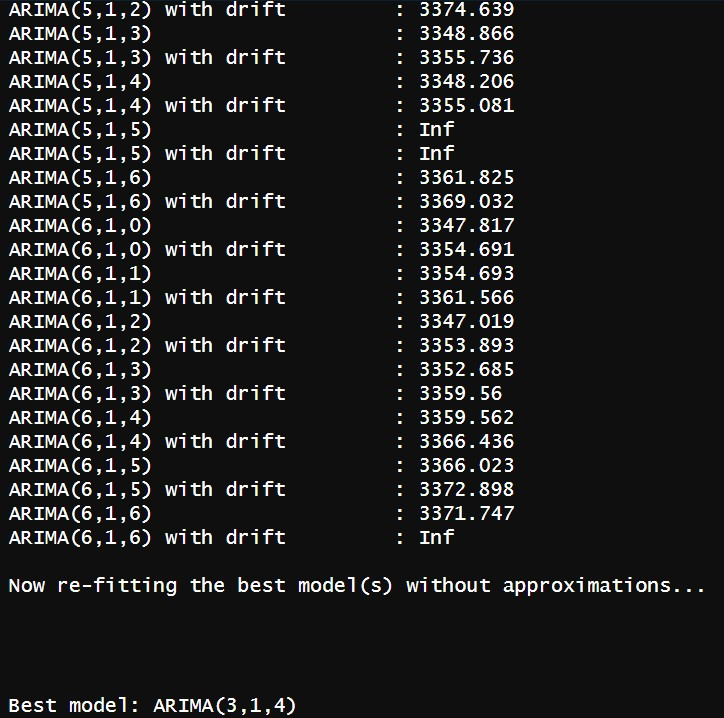 ARIMA(5,1,2) with drift : 3374.639
ARIMA(5,1,3) : 3348.866
ARIMA(5,1,3) with drift : 3355.736
ARIMA(5,1,4) : 3348.206
ARIMA(5,1,4) with drift : 3355.081
ARIMA(5,1,5) : Inf
ARIMA(5,1,5) with drift : Inf
ARIMA(5,1,6) : 3361.825
ARIMA(5,1,6) with drift : 3369.032
ARIMA(6,1,0) : 3347.817
ARIMA(6,1,0) with drift : 3354.691
ARIMA(6,1,1) : 3354.693
ARIMA(6,1,1) with drift : 3361.566
ARIMA(6,1,2) : 3347.019
ARIMA(6,1,2) with drift : 3353.893
ARIMA(6,1,3) : 3352.685
ARIMA(6,1,3) with drift : 3359.56
ARIMA(6,1,4) : 3359.562
ARIMA(6,1,4) with drift : 3366.436
ARIMA(6,1,5) : 3366.023
ARIMA(6,1,5) with drift : 3372.898
ARIMA(6,1,6) : 3371.747
ARIMA(6,1,6) with drift : Inf
Now re-fitting the best model(s) without approximations...
Best model: ARIMA(3,1,4)